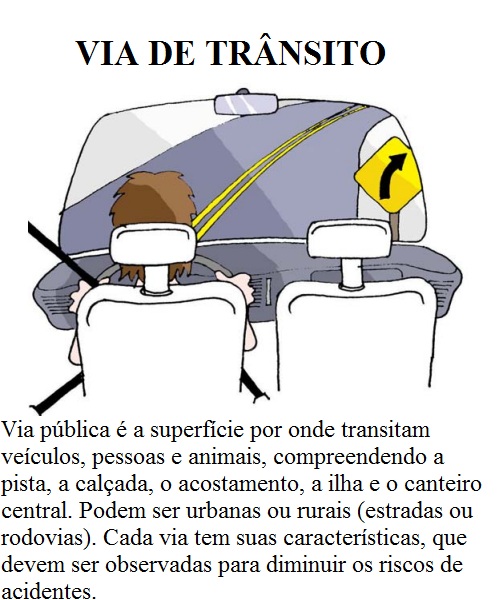 VIA DE TRÂNSITO
Via pública é a superfície por onde transitam
veículos, pessoas e animais, compreendendo a
pista, a calçada, o acostamento, a ilha e o canteiro
central. Podem ser urbanas ou rurais (estradas ou
rodovias). Cada via tem suas características, que
devem ser observadas para diminuir os riscos de
acidentes.